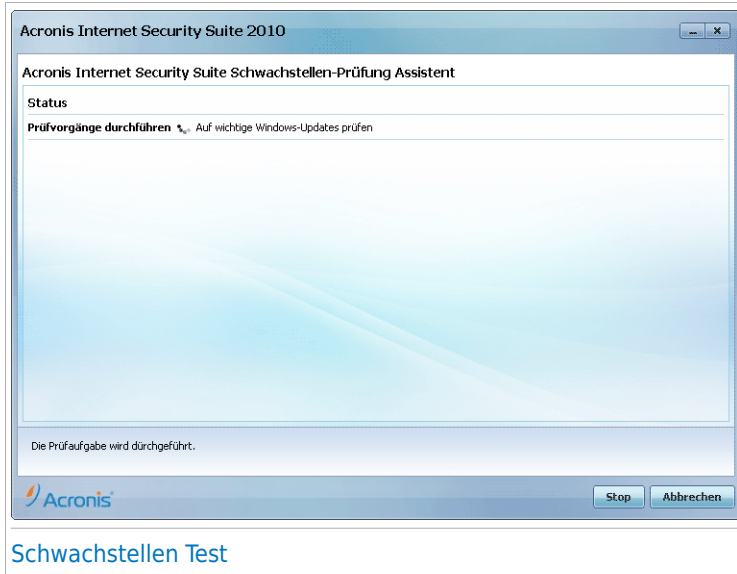 Acronis Internet Security Suite 2010
Acronis Internet Security Suite Schwachstellen-Prüfung Assistent
Status
Prüfvorgänge durchführen Auf wichtige Windows-Updates prüfen
Die Prüfaufgabe wird dürchgeführt.
Acronis
Stop Abbrechen
Schwachstellen Test